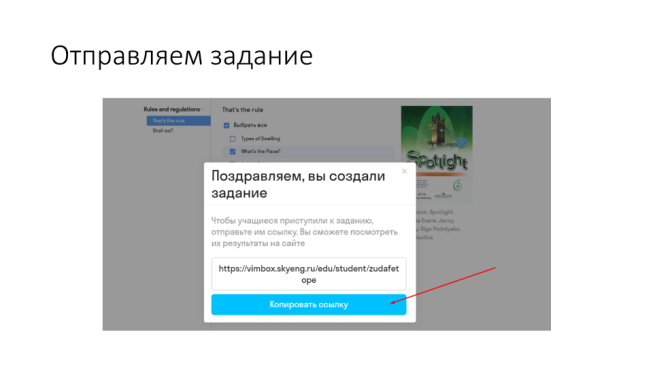 Отправляем задание
Rules and regulations
That's the rule
Shall we?
That's the rule
Выбрать все
Types of Dwelling
What's the Place?
Spotlight
6
Поздравляем, вы создали
задание
Чтобы учащиеся приступили к заданию,
отправьте им ссылку. Вы сможете посмотреть
их результаты на сайте
https://vimbox.skyeng.ru/edu/student/zudafet
ope
Копировать ссылку